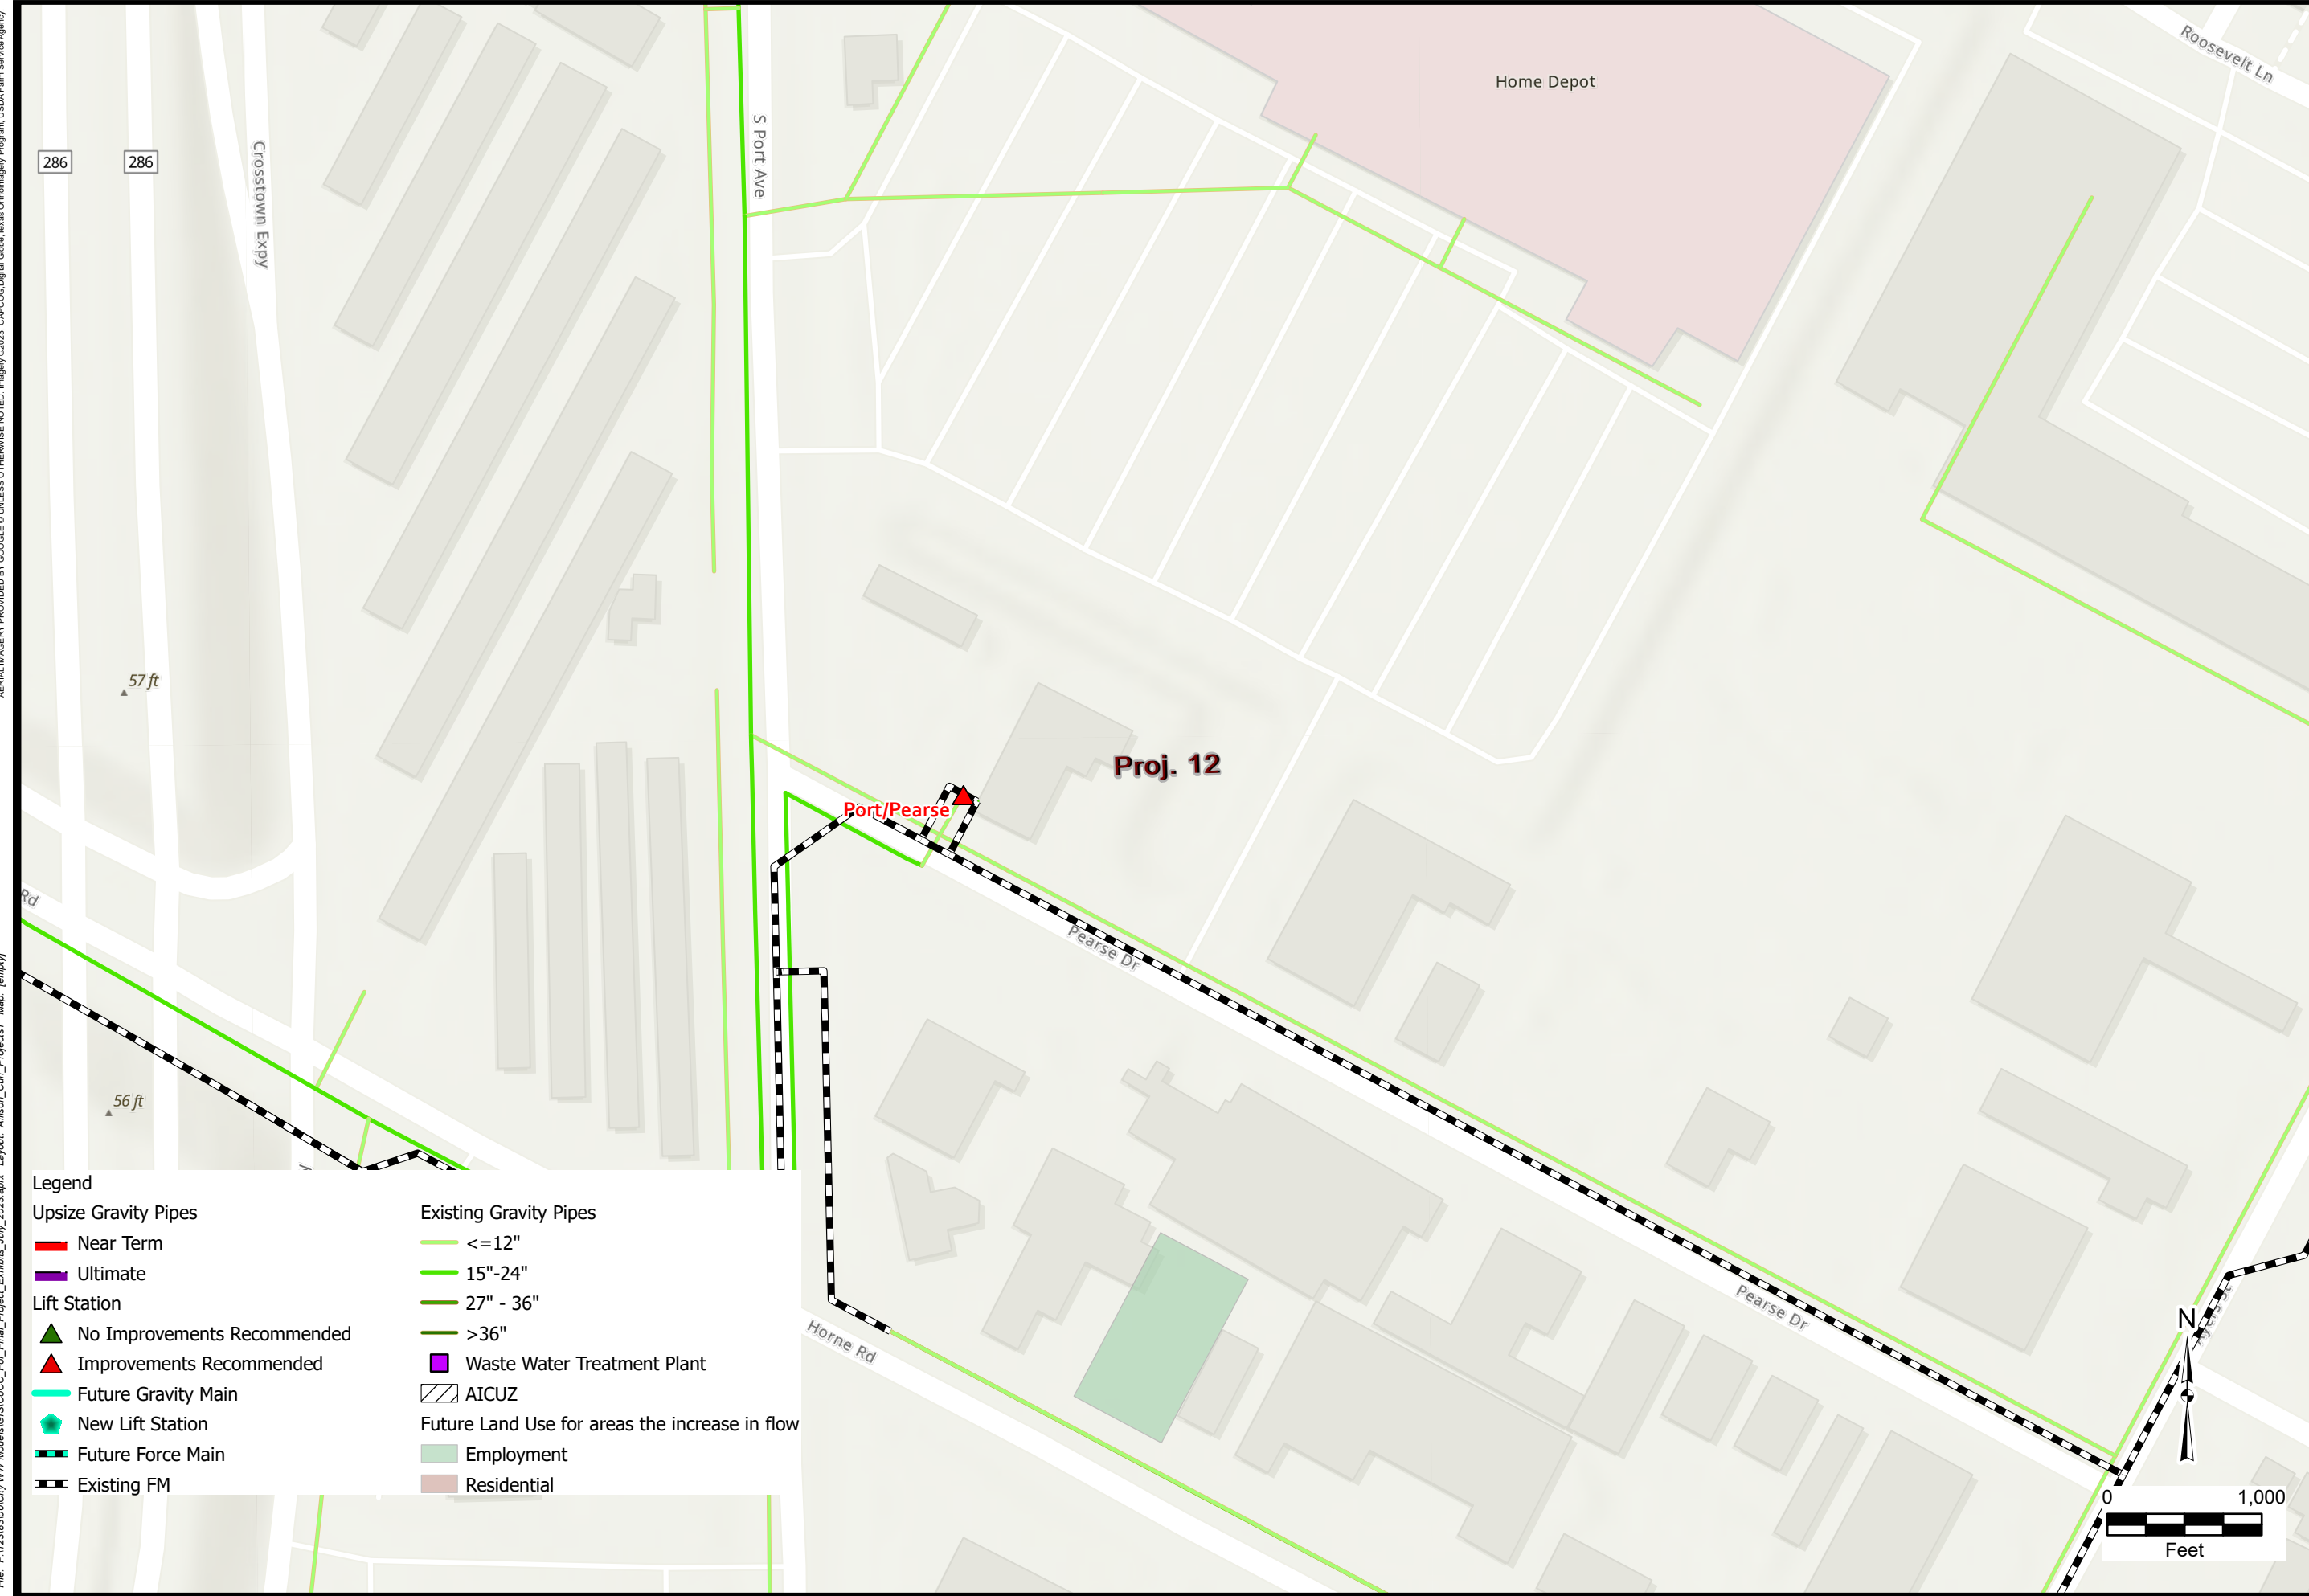 Home Depot
Roosevelt Ln
286
286
Crosstown Expy
S Port Ave
57 ft
Proj. 12
Port/Pearse
Rd
Pearse Dr
56 ft
Pearse Dr
Horne Rd
N
0 1,000
Feet
Legend
Upsize Gravity Pipes
Near Term
Ultimate
Lift Station
No Improvements Recommended
Improvements Recommended
Future Gravity Main
New Lift Station
Future Force Main
Existing FM
Existing Gravity Pipes
<=12"
15"-24"
27" - 36"
>36"
Waste Water Treatment Plant
AICUZ
Future Land Use for areas the increase in flow
Employment
Residential